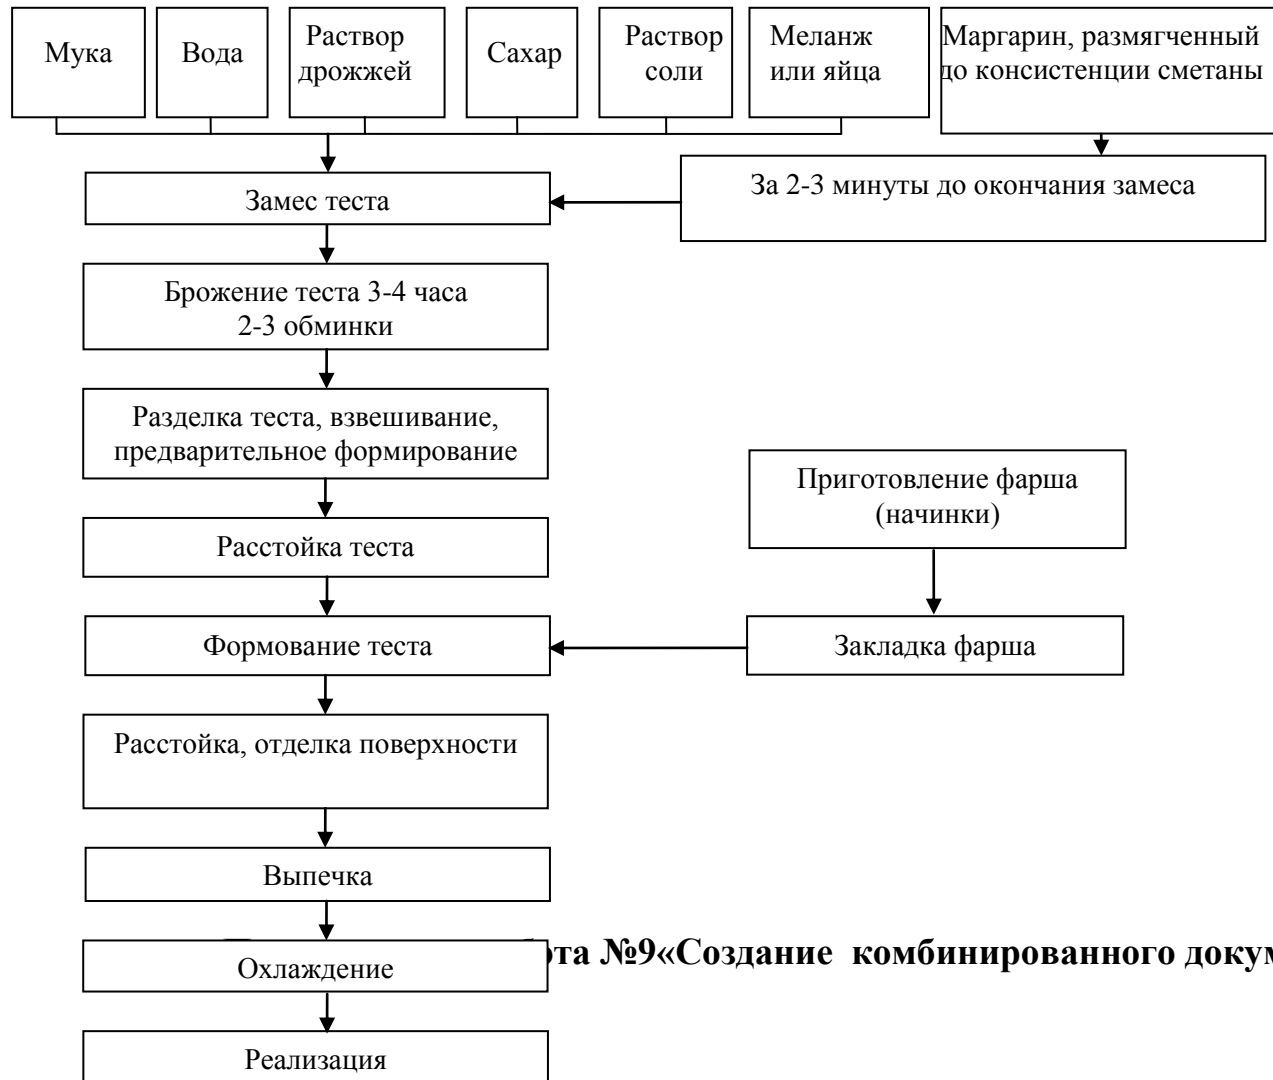 Мука
Вода
Раствор
дрожжей
Сахар
Раствор
соли
Меланж
или яйца
Маргарин, размягченный
до консистенции сметаны
Замес теста
За 2-3 минуты до окончания замеса
Брожение теста 3-4 часа
2-3 обминки
Разделка теста, взвешивание,
предварительное формирование
Приготовление фарша
(начинки)
Расстойка теста
Формование теста
Закладка фарша
Расстойка, отделка поверхности
Выпечка
Охлаждение
ота №9«Создание комбинированного докум
Реализация